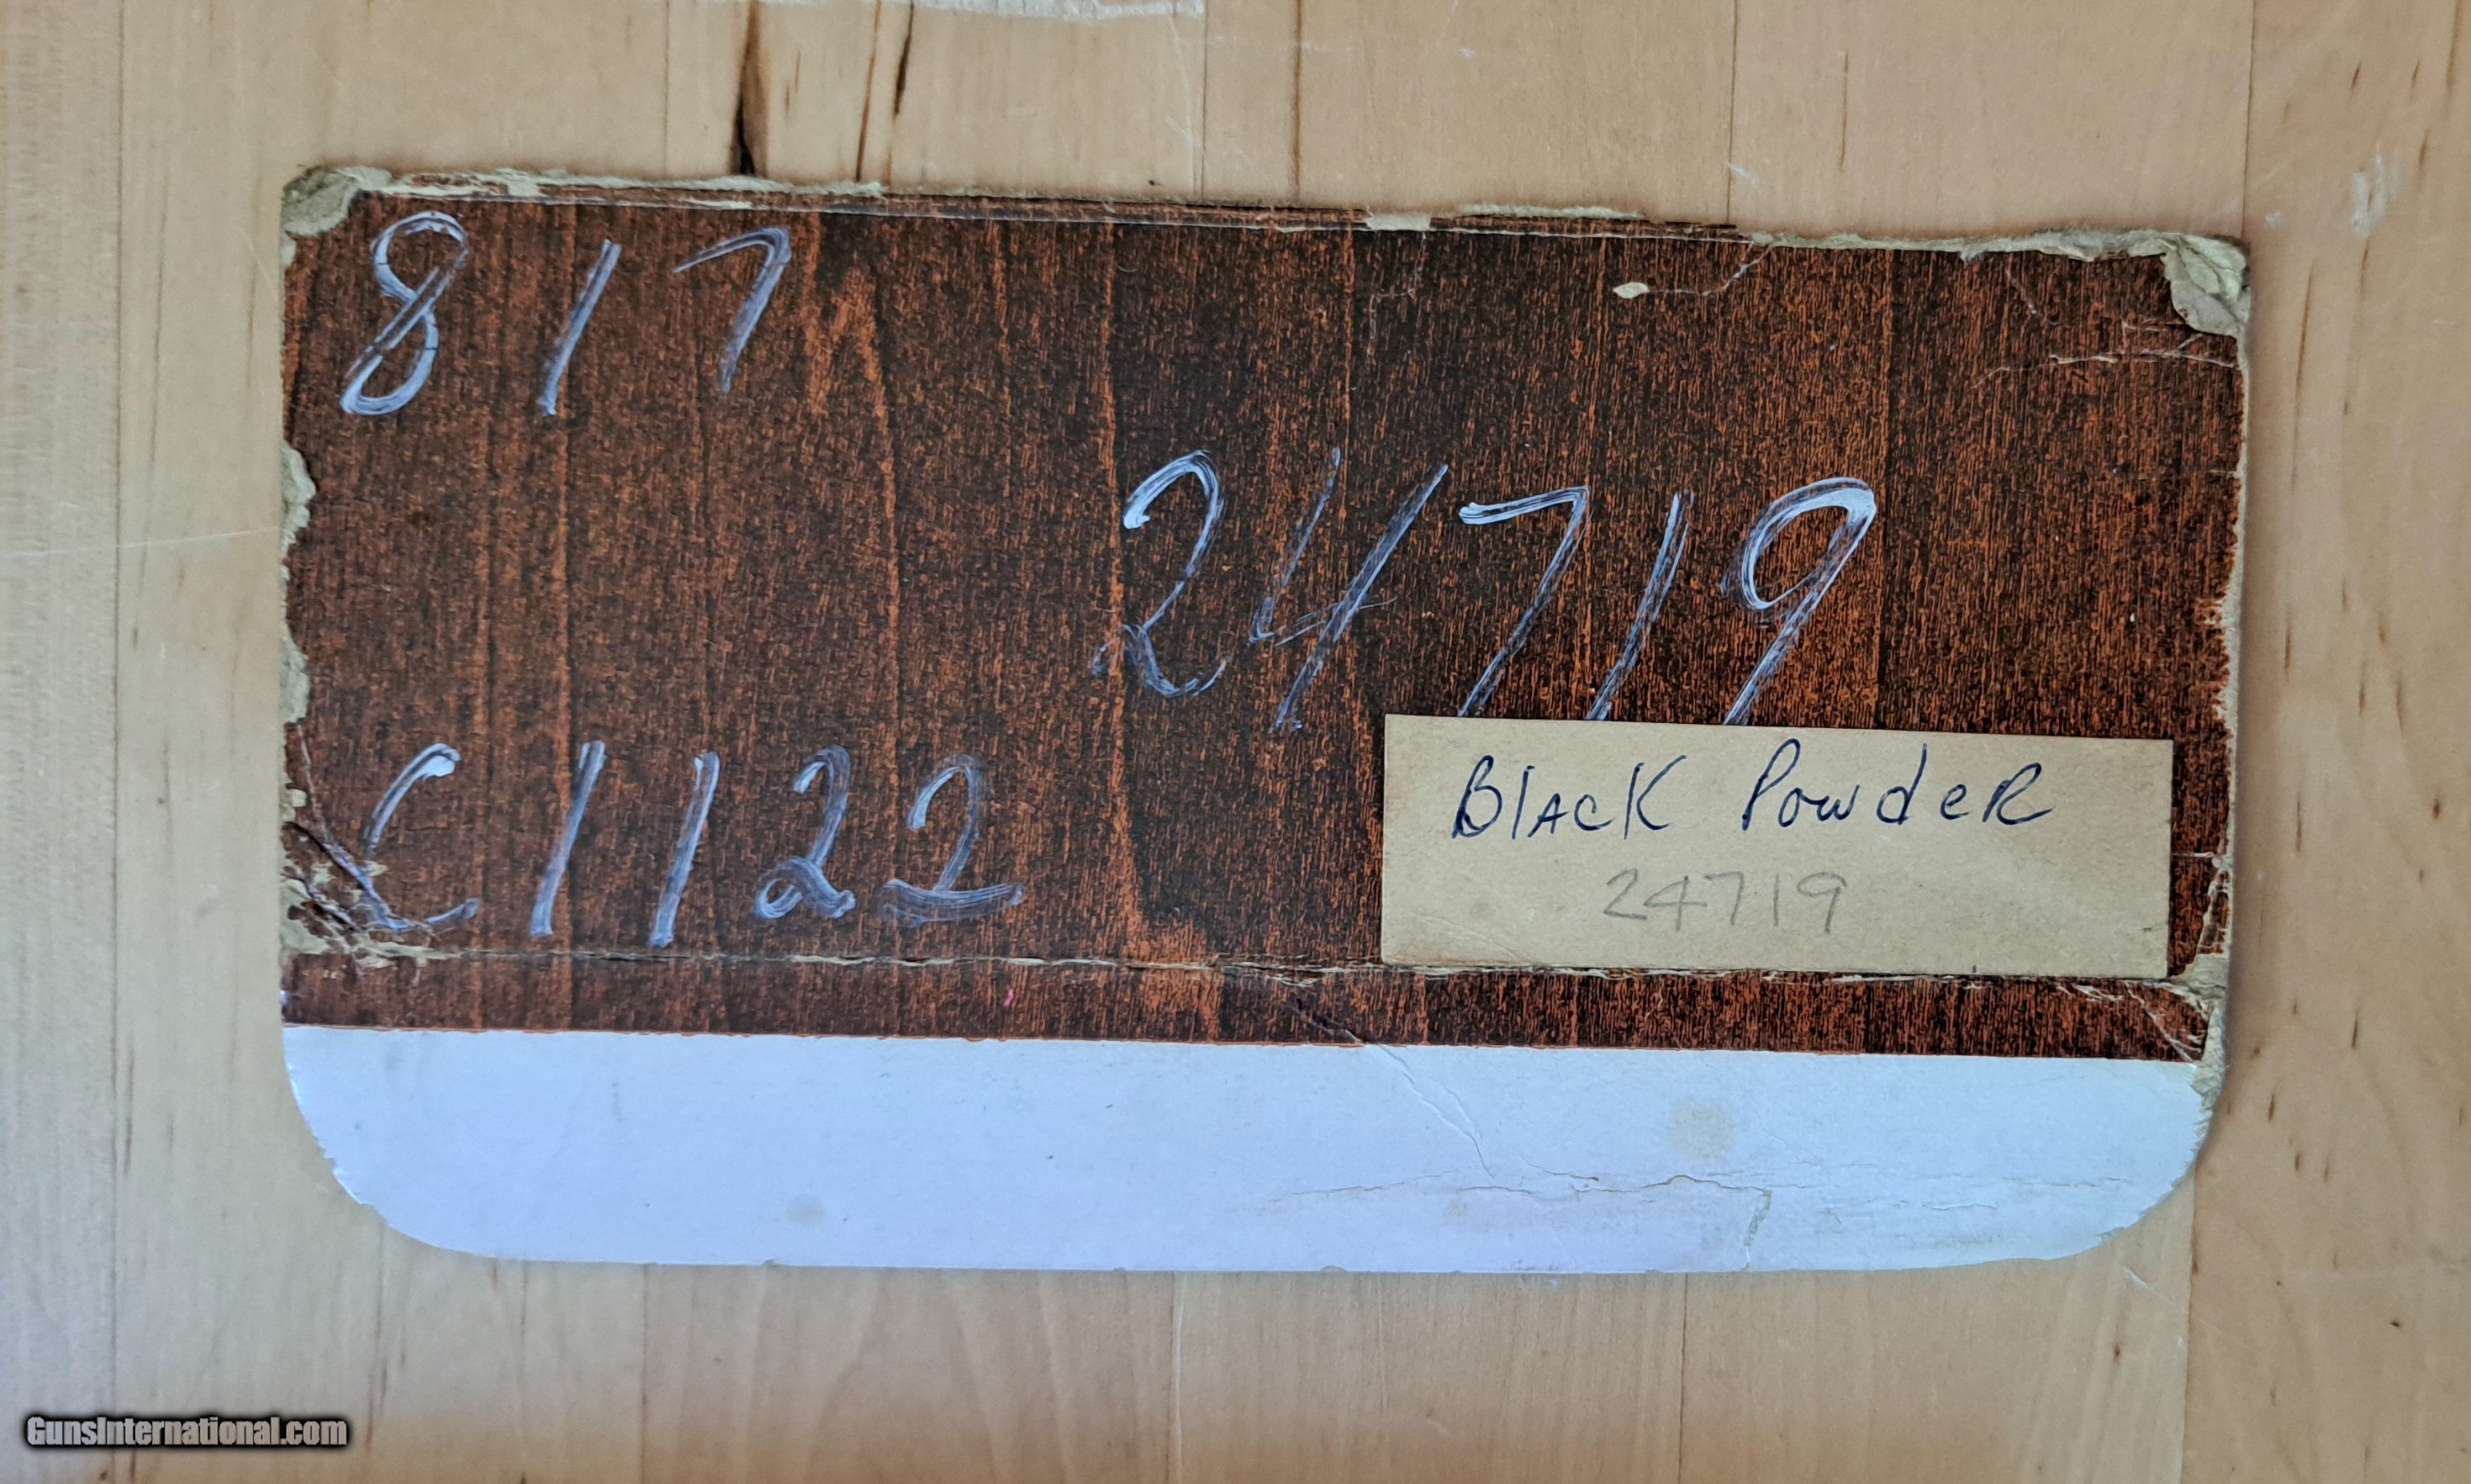 817
24719
C1122
Black Powder
24719
GunsInternational.com